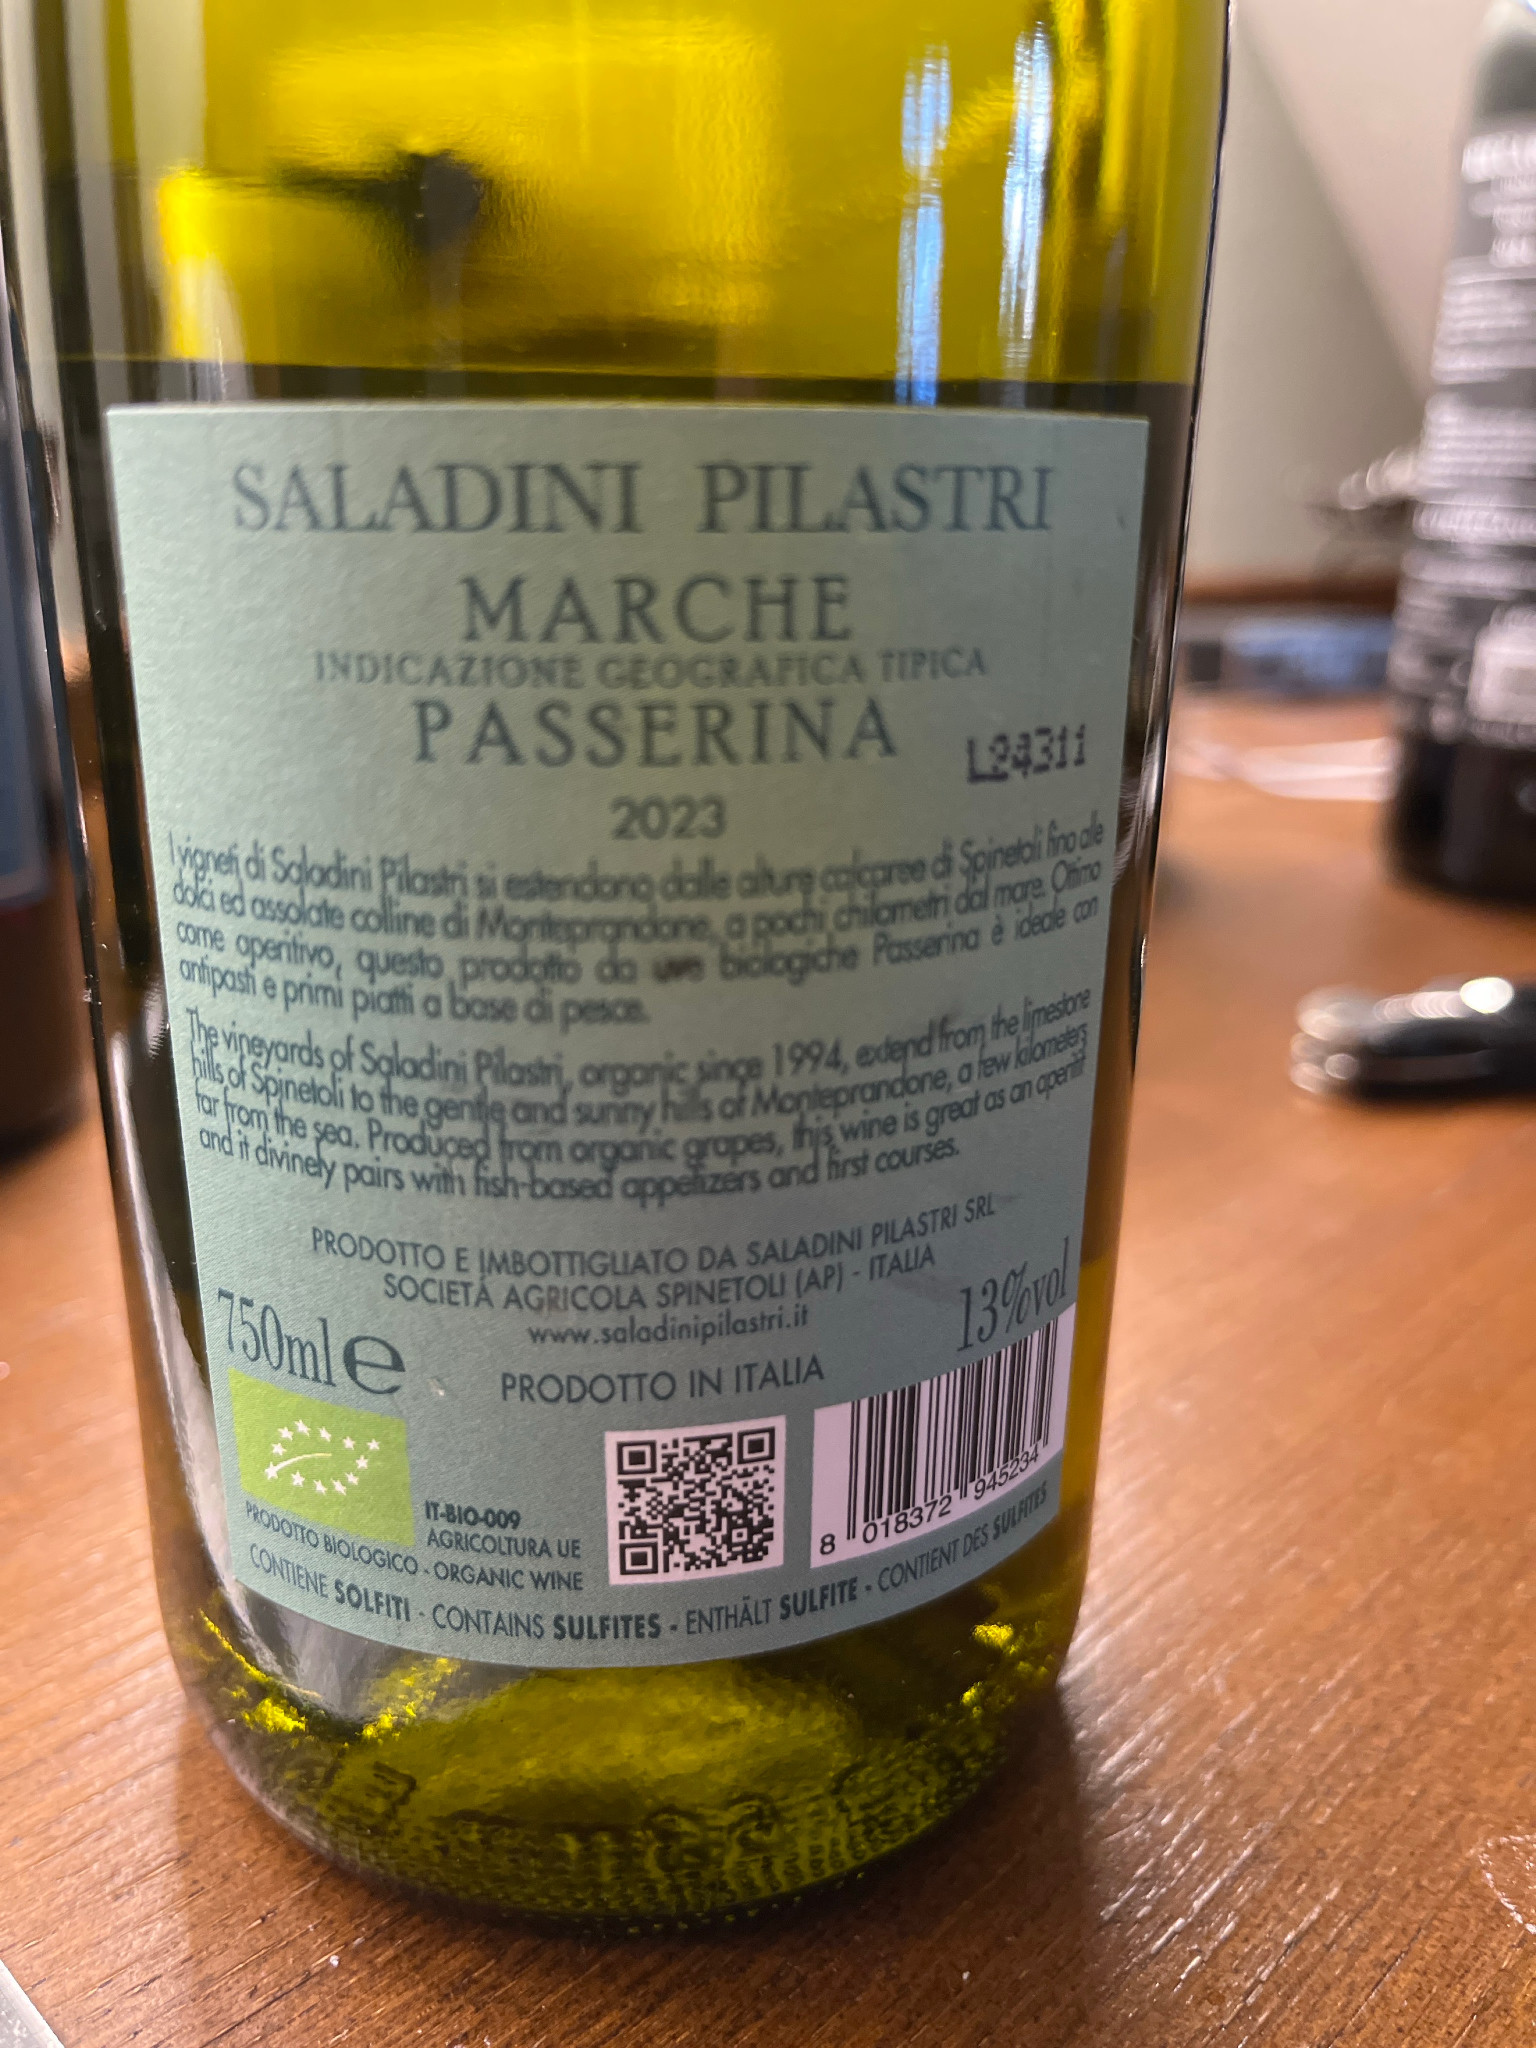 SALADINI PILASTRI
MARCHE
INDICAZIONE GEOGRAFICA TIPICA
PASSERINA
L24311
2023
I vigneti di Saladini Pilastri si estendono dalle alture calcaree di Spinetoli fino alle
dolci ed assolate colline di Monteprandone, a pochi chilometri dal mare. Ottimo
come aperitivo, questo prodotto da uve biologiche Passerina è ideale con
antipasti e primi piatti a base di pesce.
The vineyards of Saladini Pilastri, organic since 1994, extend from the limestone
hills of Spinetoli to the gentle and sunny hills of Monteprandone, a few kilometers
far from the sea. Produced from organic grapes, this wine is great as an aperitif
and it divinely pairs with fish-based appetizers and first courses.
PRODOTTO E IMBOTTIGLIATO DA SALADINI PILASTRI SRL
SOCIETÀ AGRICOLA SPINETOLI (AP) - ITALIA
www.saladinipilastri.it
750ml e
13%vol
PRODOTTO IN ITALIA
IT-BIO-009
AGRICOLTURA UE
PRODOTTO BIOLOGICO - ORGANIC WINE
8 018372 945234
CONTIENE SOLFITI - CONTAINS SULFITES - ENTHÄLT SULFITE - CONTIENT DES SULFITES